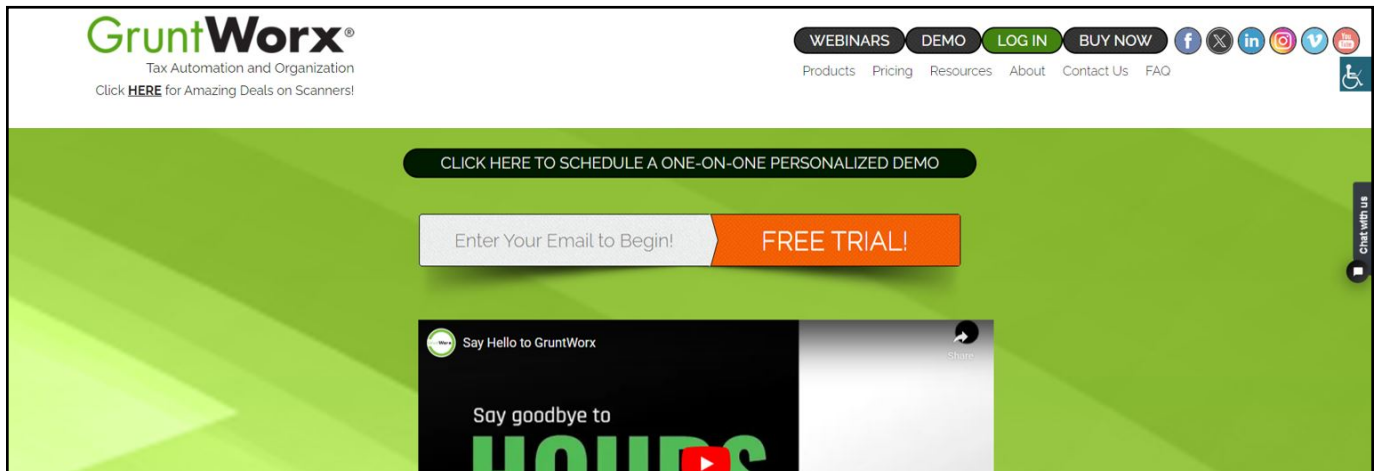 GruntWorx®
Tax Automation and Organization
Click HERE for Amazing Deals on Scanners!
WEBINARS DEMO LOG IN BUY NOW
Products Pricing Resources About Contact Us FAQ
CLICK HERE TO SCHEDULE A ONE-ON-ONE PERSONALIZED DEMO
Enter Your Email to Begin! FREE TRIAL!
Chat with us
Say Hello to GruntWorx
Share
Say goodbye to
HOURS